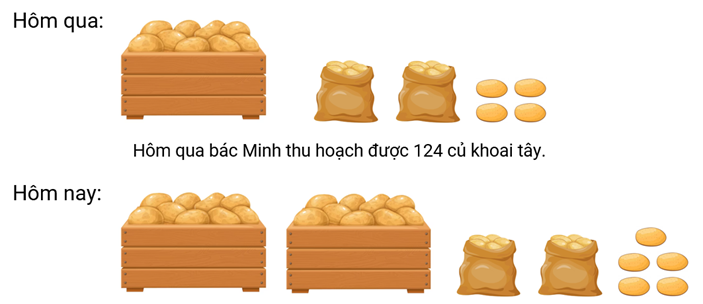 Hôm qua:
Hôm qua bác Minh thu hoạch được 124 củ khoai tây.
Hôm nay: